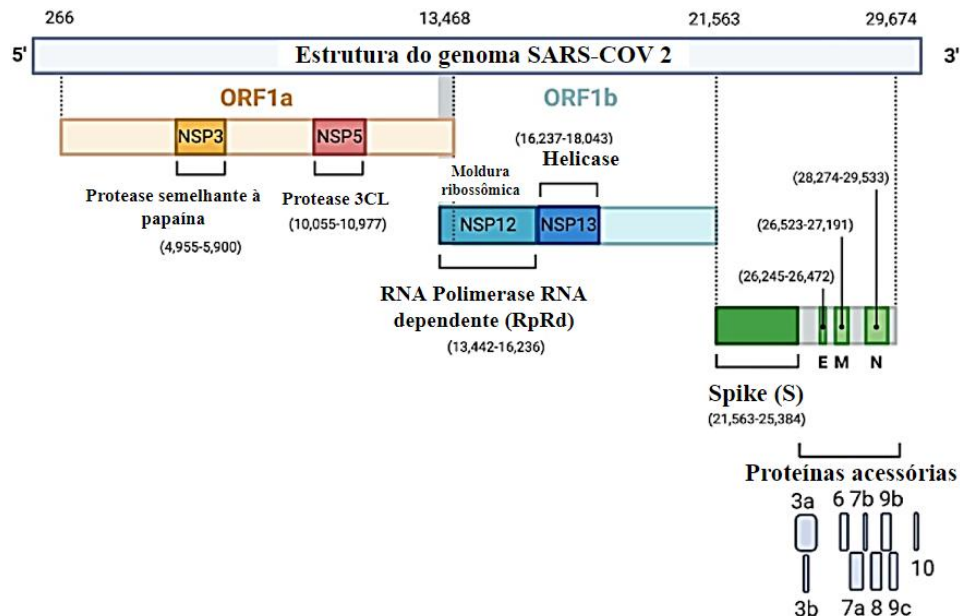 266 13,468 21,563 29,674
5' Estrutura do genoma SARS-COV 2 3'
ORF1a ORF1b
(16,237-18,043)
Helicase
NSP3 NSP5
Moldura
ribossômica
Protease semelhante à
papaína
(4,955-5,900)
Protease 3CL
(10,055-10,977)
(28,274-29,533)
(26,523-27,191)
(26,245-26,472)
NSP12 NSP13
RNA Polimerase RNA
dependente (RpRd)
(13,442-16,236)
E M N
Spike (S)
(21,563-25,384)
Proteínas acessórias
3a 6 7b 9b
10
3b 7a 8 9c